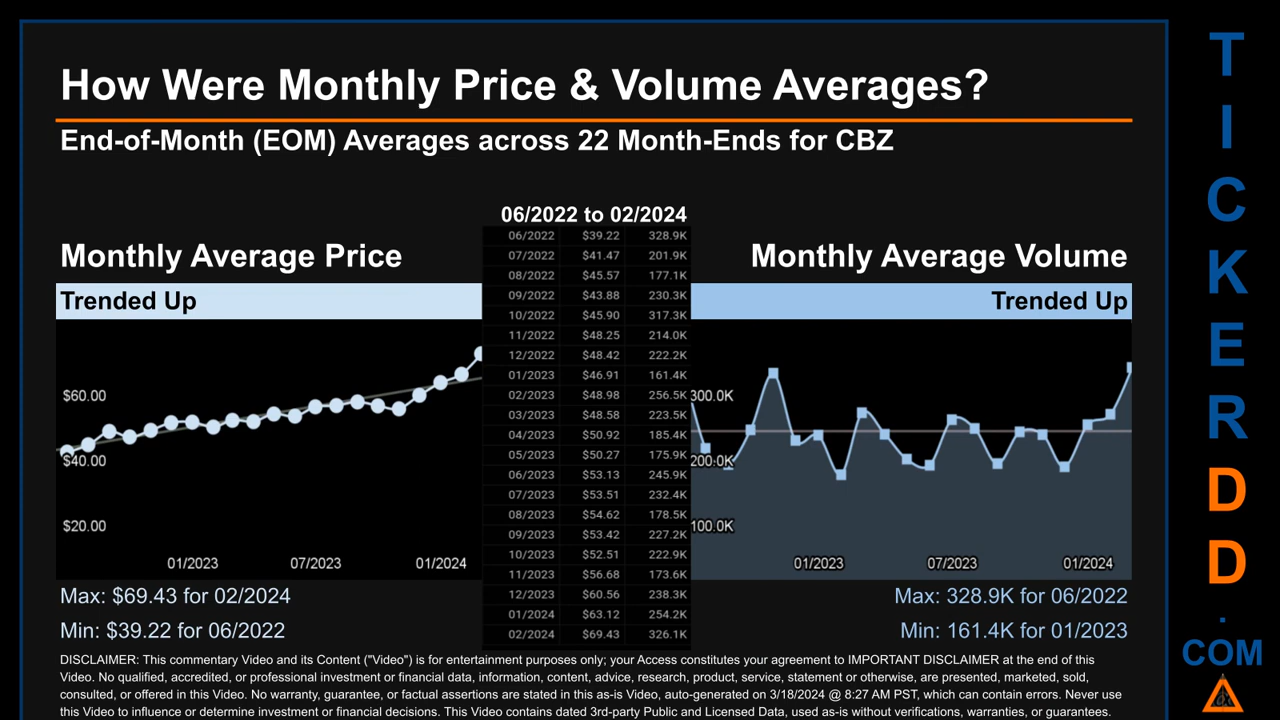 How Were Monthly Price & Volume Averages?
End-of-Month (EOM) Averages across 22 Month-Ends for CBZ
06/2022 to 02/2024
Monthly Average Price
Trended Up
$60.00
$40.00
$20.00
01/2023 07/2023 01/2024
Max: $69.43 for 02/2024
Min: $39.22 for 06/2022
06/2022 $39.22 328.9K
07/2022 $41.47 201.9K
08/2022 $45.57 177.1K
09/2022 $43.88 230.3K
10/2022 $45.90 317.3K
11/2022 $48.25 214.0K
12/2022 $48.42 222.2K
01/2023 $46.91 161.4K
02/2023 $48.98 256.5K
03/2023 $48.58 223.5K
04/2023 $50.92 185.4K
05/2023 $50.27 175.9K
06/2023 $53.13 245.9K
07/2023 $53.51 232.4K
08/2023 $54.62 178.5K
09/2023 $53.42 227.2K
10/2023 $52.51 222.9K
11/2023 $56.68 173.6K
12/2023 $60.56 238.3K
01/2024 $63.12 254.2K
02/2024 $69.43 326.1K
Monthly Average Volume
Trended Up
300.0K
200.0K
100.0K
01/2023 07/2023 01/2024
Max: 328.9K for 06/2022
Min: 161.4K for 01/2023
DISCLAIMER: This commentary Video and its Content ("Video") is for entertainment purposes only; your Access constitutes your agreement to IMPORTANT DISCLAIMER at the end of this
Video. No qualified, accredited, or professional investment or financial data, information, content, advice, research, product, service, statement or otherwise, are presented, marketed, sold,
consulted, or offered in this Video. No warranty, guarantee, or factual assertions are stated in this as-is Video, auto-generated on 3/18/2024 @ 8:27 AM PST, which can contain errors. Never use
this Video to influence or determine investment or financial decisions. This Video contains dated 3rd-party Public and Licensed Data, used as-is without verifications, warranties, or guarantees.
T
I
C
K
E
R
D
D
.
COM